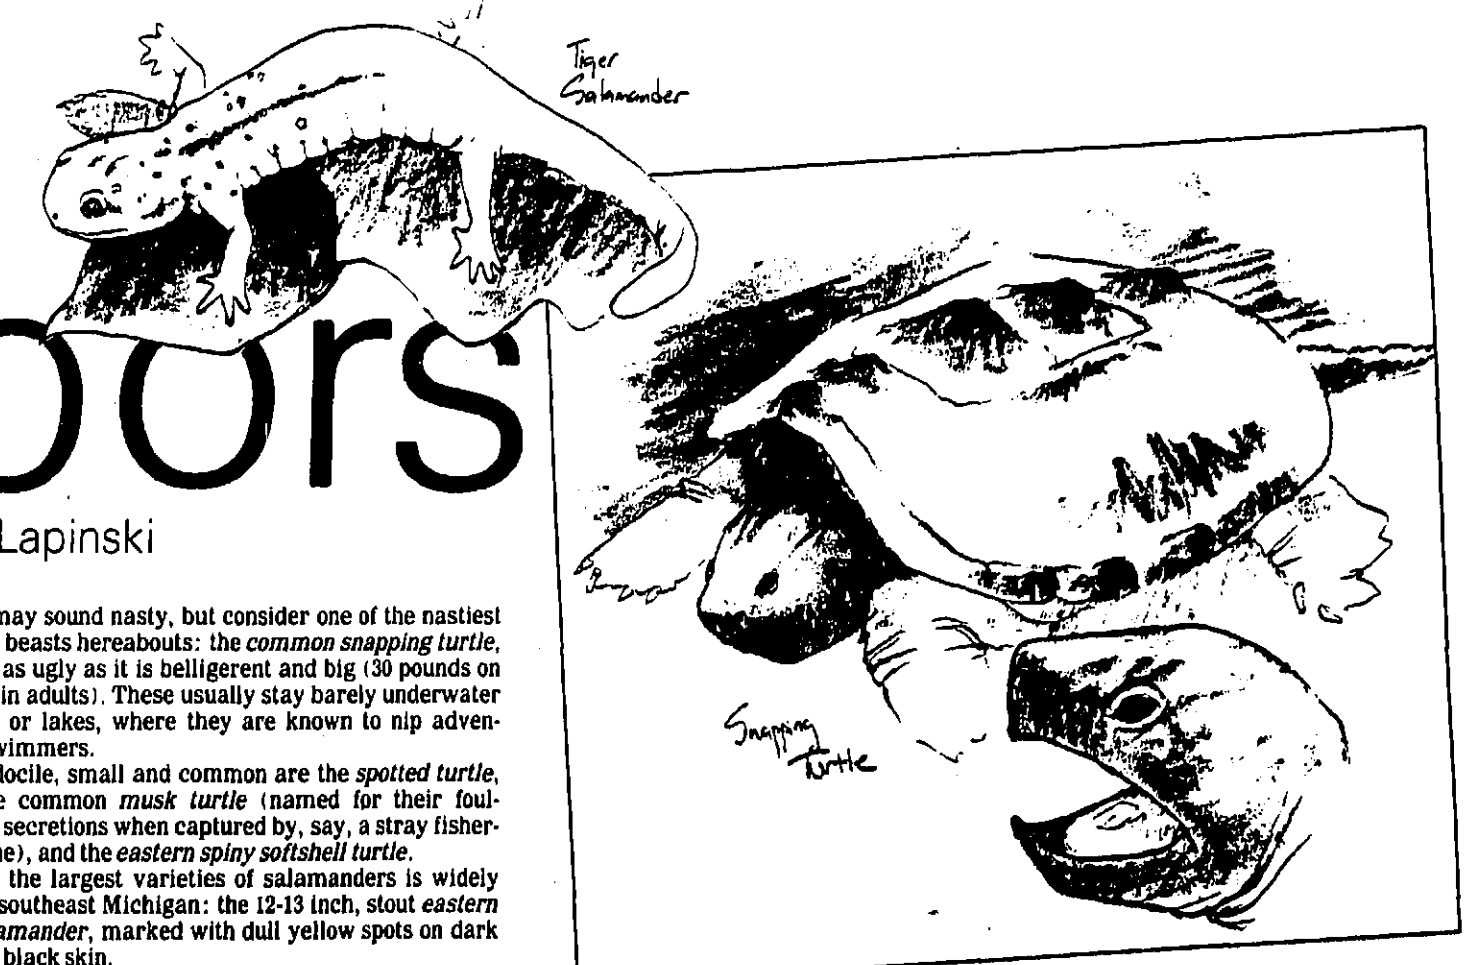 Tiger
Salamander
bors
Lapinski
may sound nasty, but consider one of the nastiest
beasts hereabouts: the common snapping turtle,
as ugly as it is belligerent and big (30 pounds on
in adults). These usually stay barely underwater
or lakes, where they are known to nip adven-
wimmers.
docile, small and common are the spotted turtle,
e common musk turtle (named for their foul-
secretions when captured by, say, a stray fisher-
ne), and the eastern spiny softshell turtle.
the largest varieties of salamanders is widely
southeast Michigan: the 12-13 inch, stout eastern
amander, marked with dull yellow spots on dark
black skin.
Snapping
Turtle